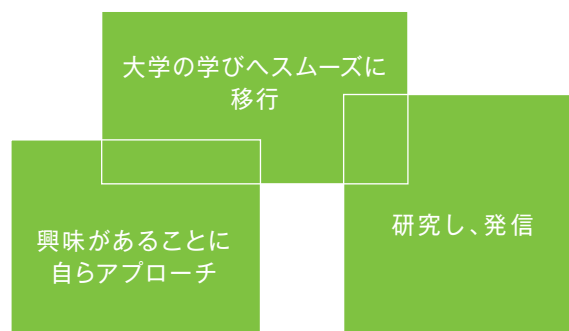 大学の学びへスムーズに
移行
興味があることに
自らアプローチ
研究し、発信